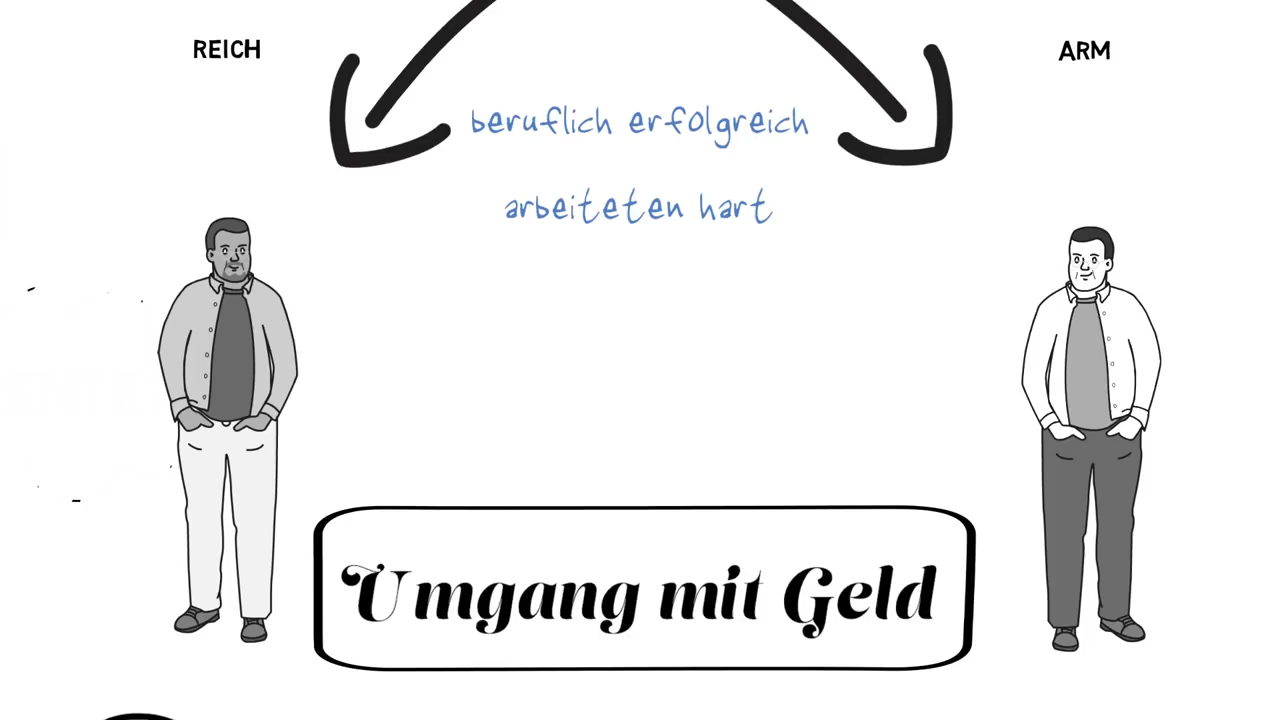 REICH
ARM
beruflich erfolgreich
arbeiteten hart
Umgang mit Geld